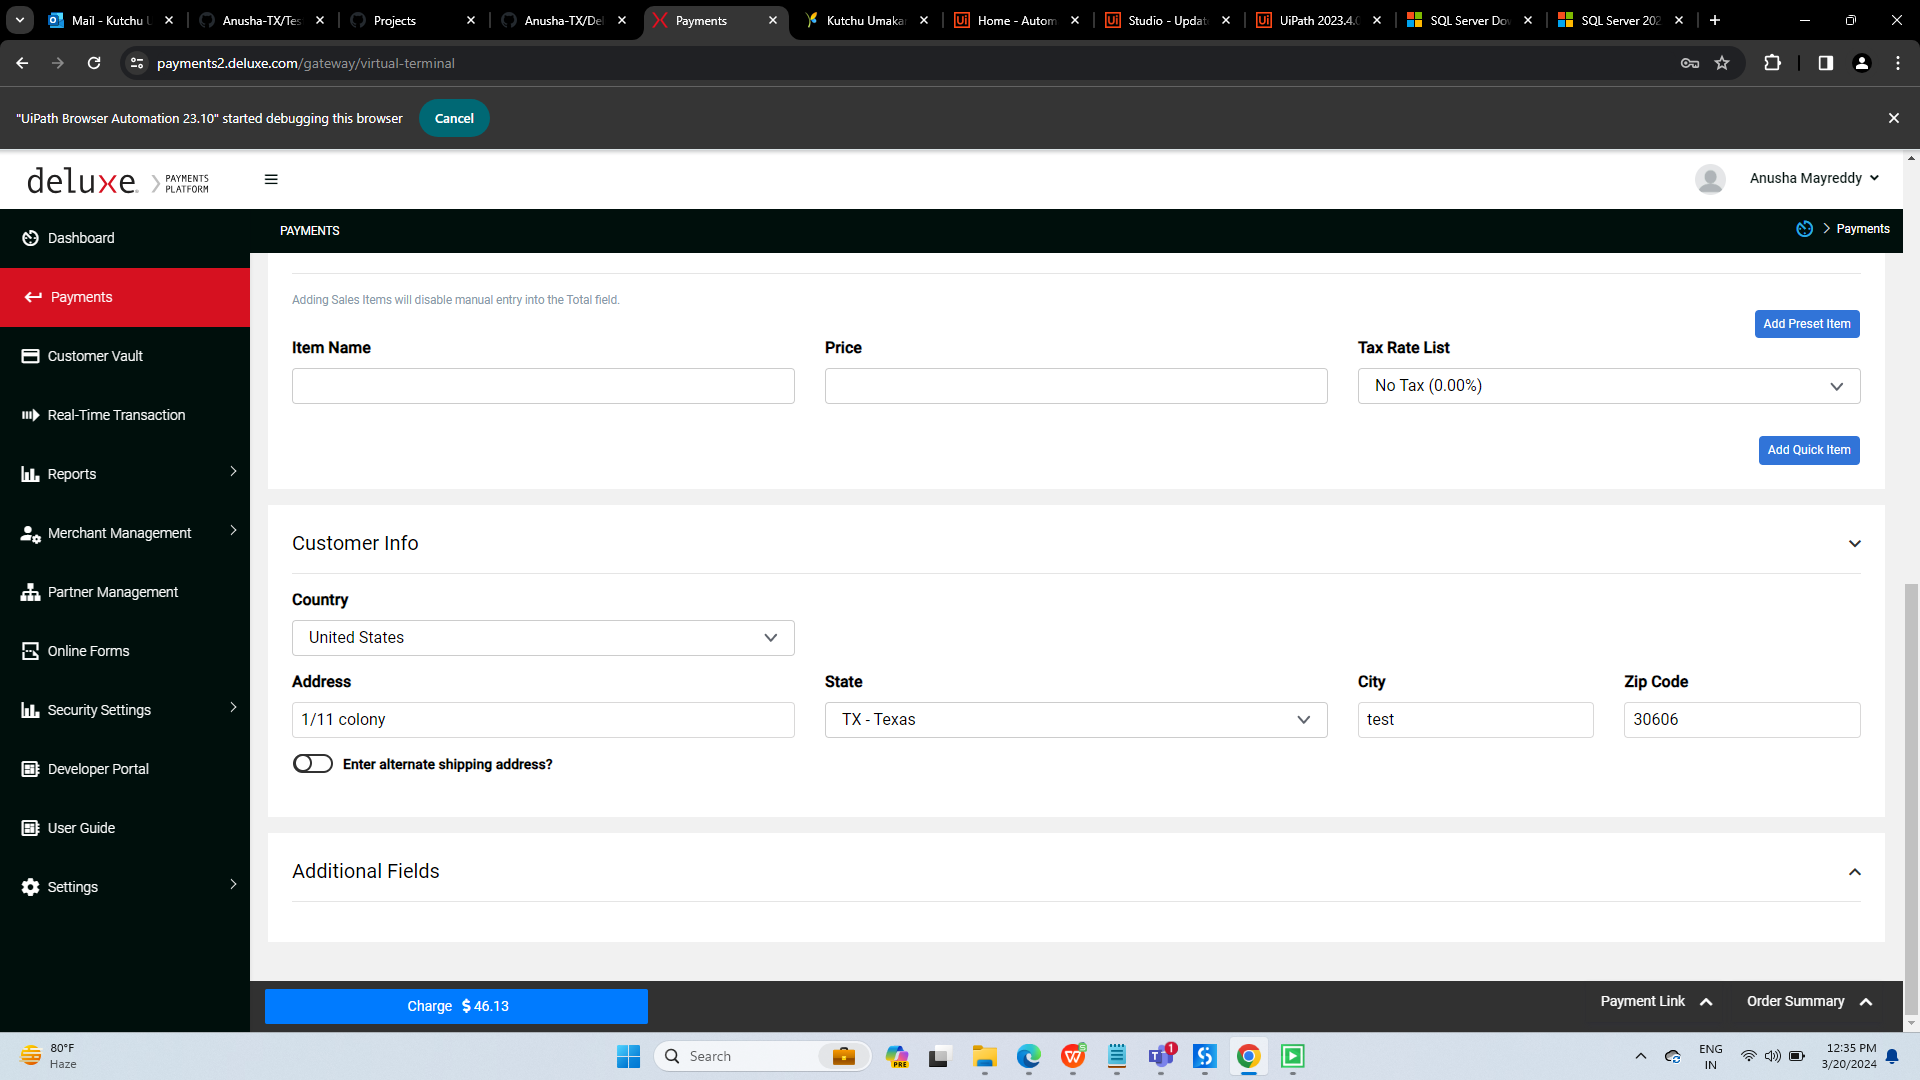 Mail - Kutchu U
Anusha-TX/Tes
Projects
Anusha-TX/Del
Payments
Kutchu Umakan
Home - Autom
Studio - Updat
UiPath 2023.4.0
SQL Server Dow
SQL Server 202
payments2.deluxe.com/gateway/virtual-terminal
"UiPath Browser Automation 23.10" started debugging this browser
Cancel
deluxe. PAYMENTS PLATFORM
Anusha Mayreddy
PAYMENTS
Payments
Dashboard
Payments
Customer Vault
Real-Time Transaction
Reports
Merchant Management
Partner Management
Online Forms
Security Settings
Developer Portal
User Guide
Settings
Adding Sales Items will disable manual entry into the Total field.
Add Preset Item
Item Name
Price
Tax Rate List
No Tax (0.00%)
Add Quick Item
Customer Info
Country
United States
Address
State
City
Zip Code
1/11 colony
TX - Texas
test
30606
Enter alternate shipping address?
Additional Fields
Charge $ 46.13
Payment Link
Order Summary
80°F
Haze
Search
PRE
1
ENG
IN
12:35 PM
3/20/2024